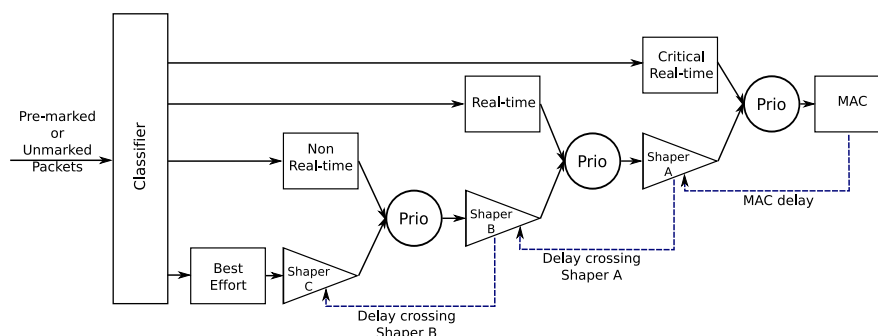 Pre-marked
or
Unmarked
Packets
Classifier
Critical
Real-time
Prio
MAC
Real-time
Prio
Shaper
A
MAC delay
Non
Real-time
Prio
Shaper
B
Delay crossing
Shaper A
Best
Effort
Shaper
C
Delay crossing
Shaper B